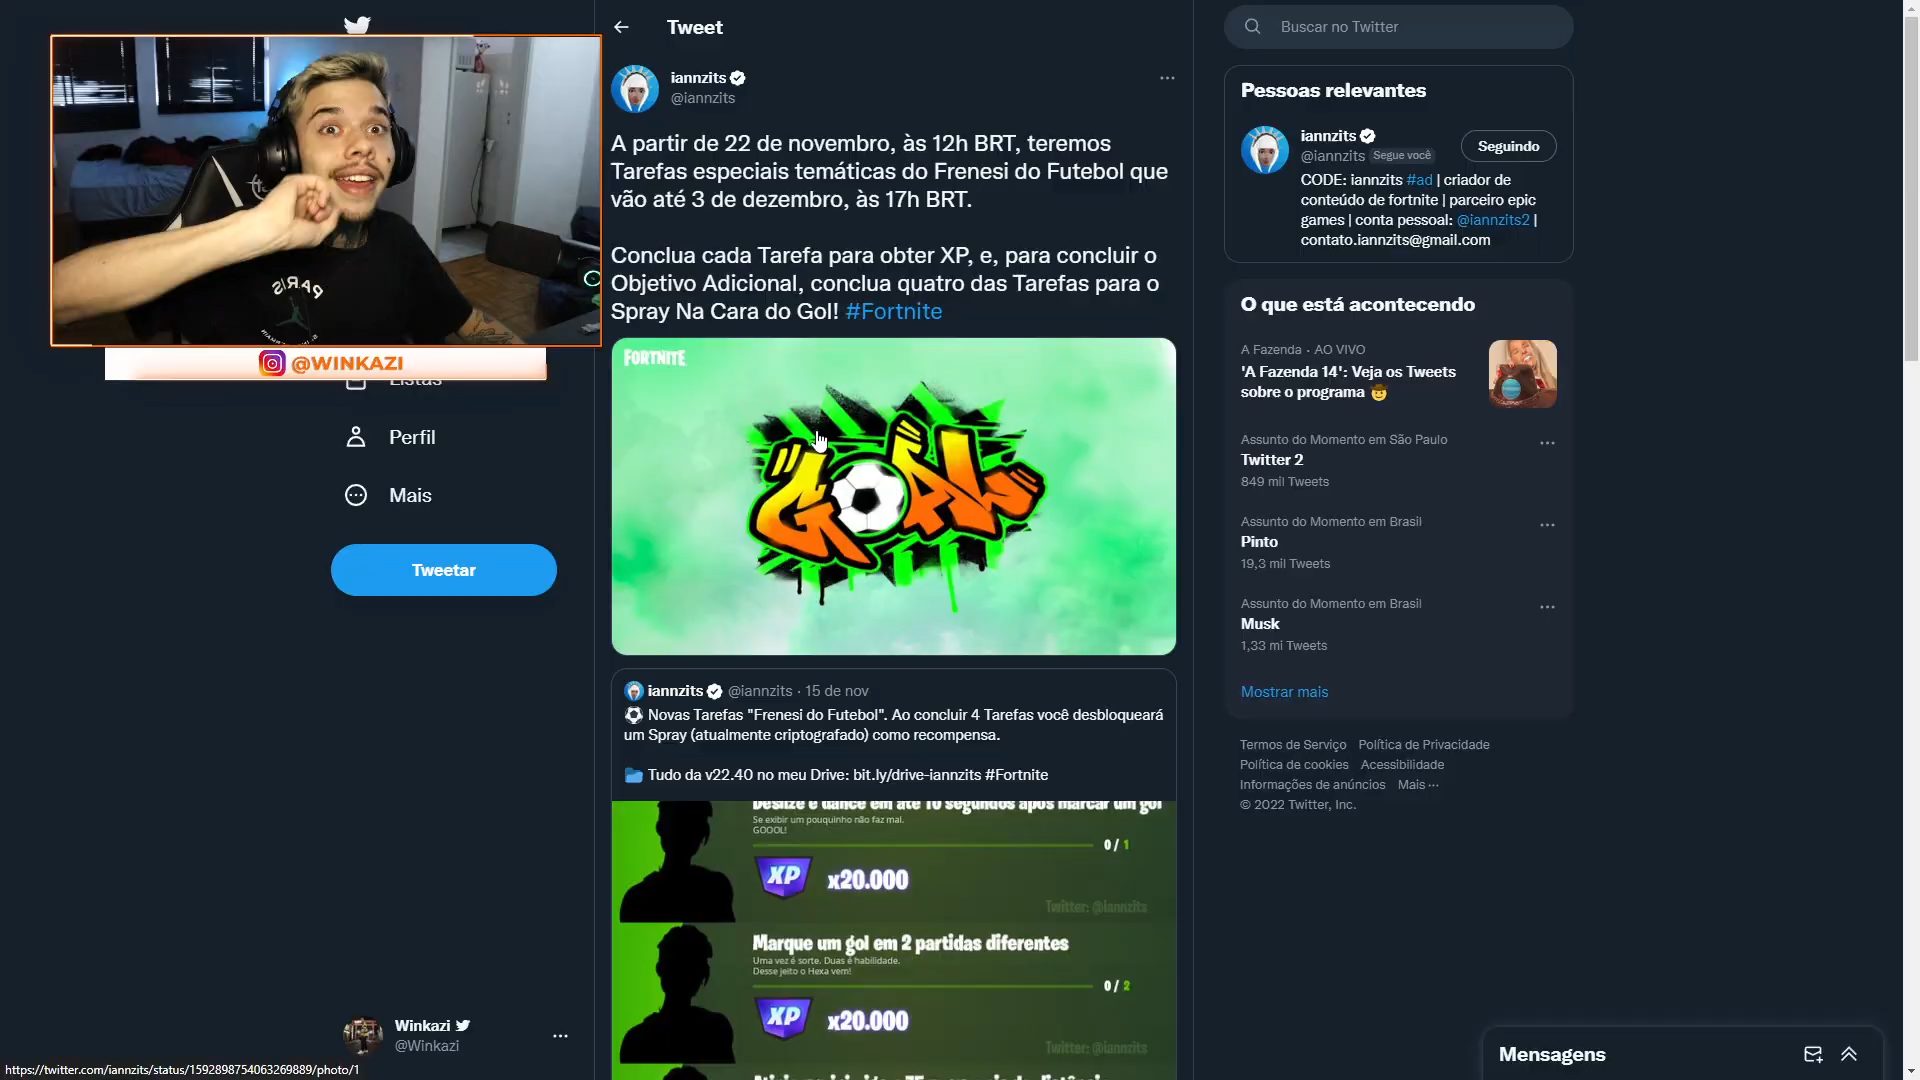 Tweet
iannzits
@iannzits
A partir de 22 de novembro, às 12h BRT, teremos
Tarefas especiais temáticas do Frenesi do Futebol que
vão até 3 de dezembro, às 17h BRT.
Conclua cada Tarefa para obter XP, e, para concluir o
Objetivo Adicional, conclua quatro das Tarefas para o
Spray Na Cara do Gol! #Fortnite
FORTNITE
GOAL
iannzits @iannzits · 15 de nov
Novas Tarefas "Frenesi do Futebol". Ao concluir 4 Tarefas você desbloqueará
um Spray (atualmente criptografado) como recompensa.
Tudo da v22.40 no meu Drive: bit.ly/drive-iannzits #Fortnite
Deslize e dance em até 10 segundos após marcar um gol
Se exibir um pouquinho não faz mal.
GOOOL!
0 / 1
XP x20.000
Twitter: @iannzits
Marque um gol em 2 partidas diferentes
Uma vez é sorte. Duas é habilidade.
Desse jeito o Hexa vem!
0 / 2
XP x20.000
Twitter: @iannzits
PARIS
@WINKAZI
Listas
Perfil
Mais
Tweetar
Winkazi
@Winkazi
https://twitter.com/iannzits/status/1592898754063269889/photo/1
Buscar no Twitter
Pessoas relevantes
iannzits
@iannzits Segue você
Seguindo
CODE: iannzits #ad | criador de
conteúdo de fortnite | parceiro epic
games | conta pessoal: @iannzits2 |
contato.iannzits@gmail.com
O que está acontecendo
A Fazenda · AO VIVO
'A Fazenda 14': Veja os Tweets
sobre o programa 🤠
Assunto do Momento em São Paulo
Twitter 2
849 mil Tweets
Assunto do Momento em Brasil
Pinto
19,3 mil Tweets
Assunto do Momento em Brasil
Musk
1,33 mi Tweets
Mostrar mais
Termos de Serviço Política de Privacidade
Política de cookies Acessibilidade
Informações de anúncios Mais ···
© 2022 Twitter, Inc.
Mensagens